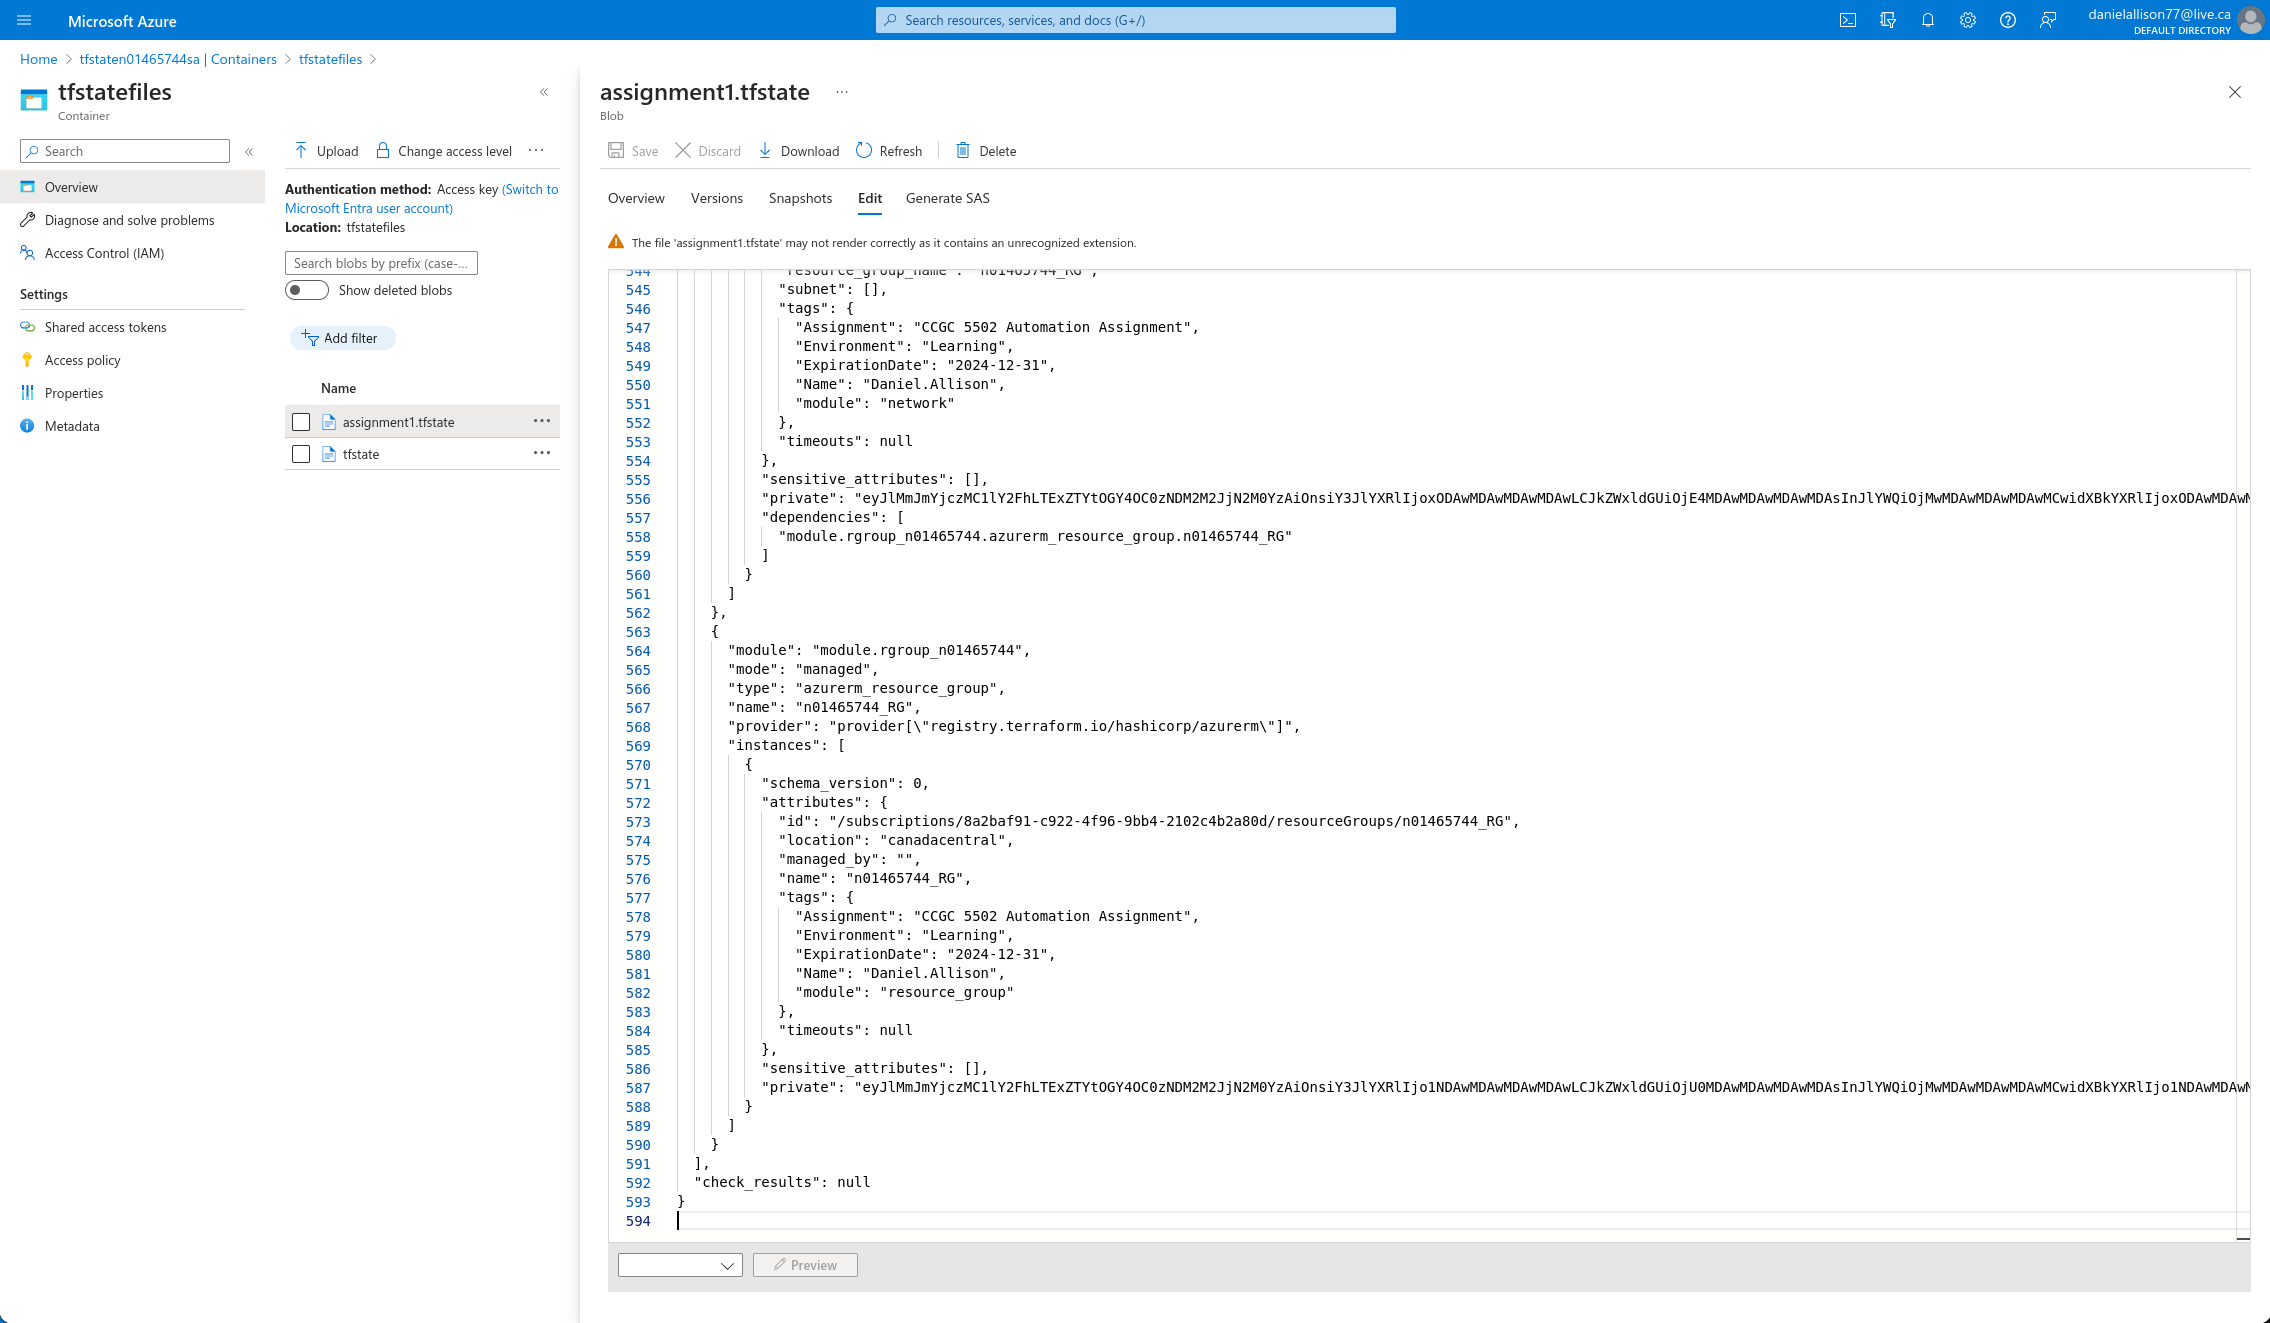 Microsoft Azure
Search resources, services, and docs (G+/)
danielallison77@live.ca
DEFAULT DIRECTORY
Home > tfstaten01465744sa | Containers > tfstatefiles >
tfstatefiles
Container
Search
Overview
Diagnose and solve problems
Access Control (IAM)
Settings
Shared access tokens
Access policy
Properties
Metadata
Upload Change access level ...
Authentication method: Access key (Switch to
Microsoft Entra user account)
Location: tfstatefiles
Search blobs by prefix (case-...
Show deleted blobs
Add filter
Name
assignment1.tfstate ...
tfstate ...
assignment1.tfstate ...
Blob
Save Discard Download Refresh Delete
Overview Versions Snapshots Edit Generate SAS
The file 'assignment1.tfstate' may not render correctly as it contains an unrecognized extension.
544 "resource_group_name": "n01465744_RG",
545 "subnet": [],
546 "tags": {
547 "Assignment": "CCGC 5502 Automation Assignment",
548 "Environment": "Learning",
549 "ExpirationDate": "2024-12-31",
550 "Name": "Daniel.Allison",
551 "module": "network"
552 },
553 "timeouts": null
554 },
555 "sensitive_attributes": [],
556 "private": "eyJlMmJmYjczMC1lY2FhLTExZTYtOGY4OC0zNDM2M2JjN2M0YzAiOnsiY3JlYXRlIjoxODAwMDAwMDAwMDAwLCJkZWxldGUiOjE4MDAwMDAwMDAwMDAsInJlYWQiOjMwMDAwMDAwMDAwMCwidXBkYXRlIjoxODAwMDAwM
557 "dependencies": [
558 "module.rgroup_n01465744.azurerm_resource_group.n01465744_RG"
559 ]
560 }
561 ]
562 },
563 {
564 "module": "module.rgroup_n01465744",
565 "mode": "managed",
566 "type": "azurerm_resource_group",
567 "name": "n01465744_RG",
568 "provider": "provider[\"registry.terraform.io/hashicorp/azurerm\"]",
569 "instances": [
570 {
571 "schema_version": 0,
572 "attributes": {
573 "id": "/subscriptions/8a2baf91-c922-4f96-9bb4-2102c4b2a80d/resourceGroups/n01465744_RG",
574 "location": "canadacentral",
575 "managed_by": "",
576 "name": "n01465744_RG",
577 "tags": {
578 "Assignment": "CCGC 5502 Automation Assignment",
579 "Environment": "Learning",
580 "ExpirationDate": "2024-12-31",
581 "Name": "Daniel.Allison",
582 "module": "resource_group"
583 },
584 "timeouts": null
585 },
586 "sensitive_attributes": [],
587 "private": "eyJlMmJmYjczMC1lY2FhLTExZTYtOGY4OC0zNDM2M2JjN2M0YzAiOnsiY3JlYXRlIjo1NDAwMDAwMDAwMDAwLCJkZWxldGUiOjU0MDAwMDAwMDAwMDAsInJlYWQiOjMwMDAwMDAwMDAwMCwidXBkYXRlIjo1NDAwMDAwM
588 }
589 ]
590 }
591 ],
592 "check_results": null
593 }
594
Preview